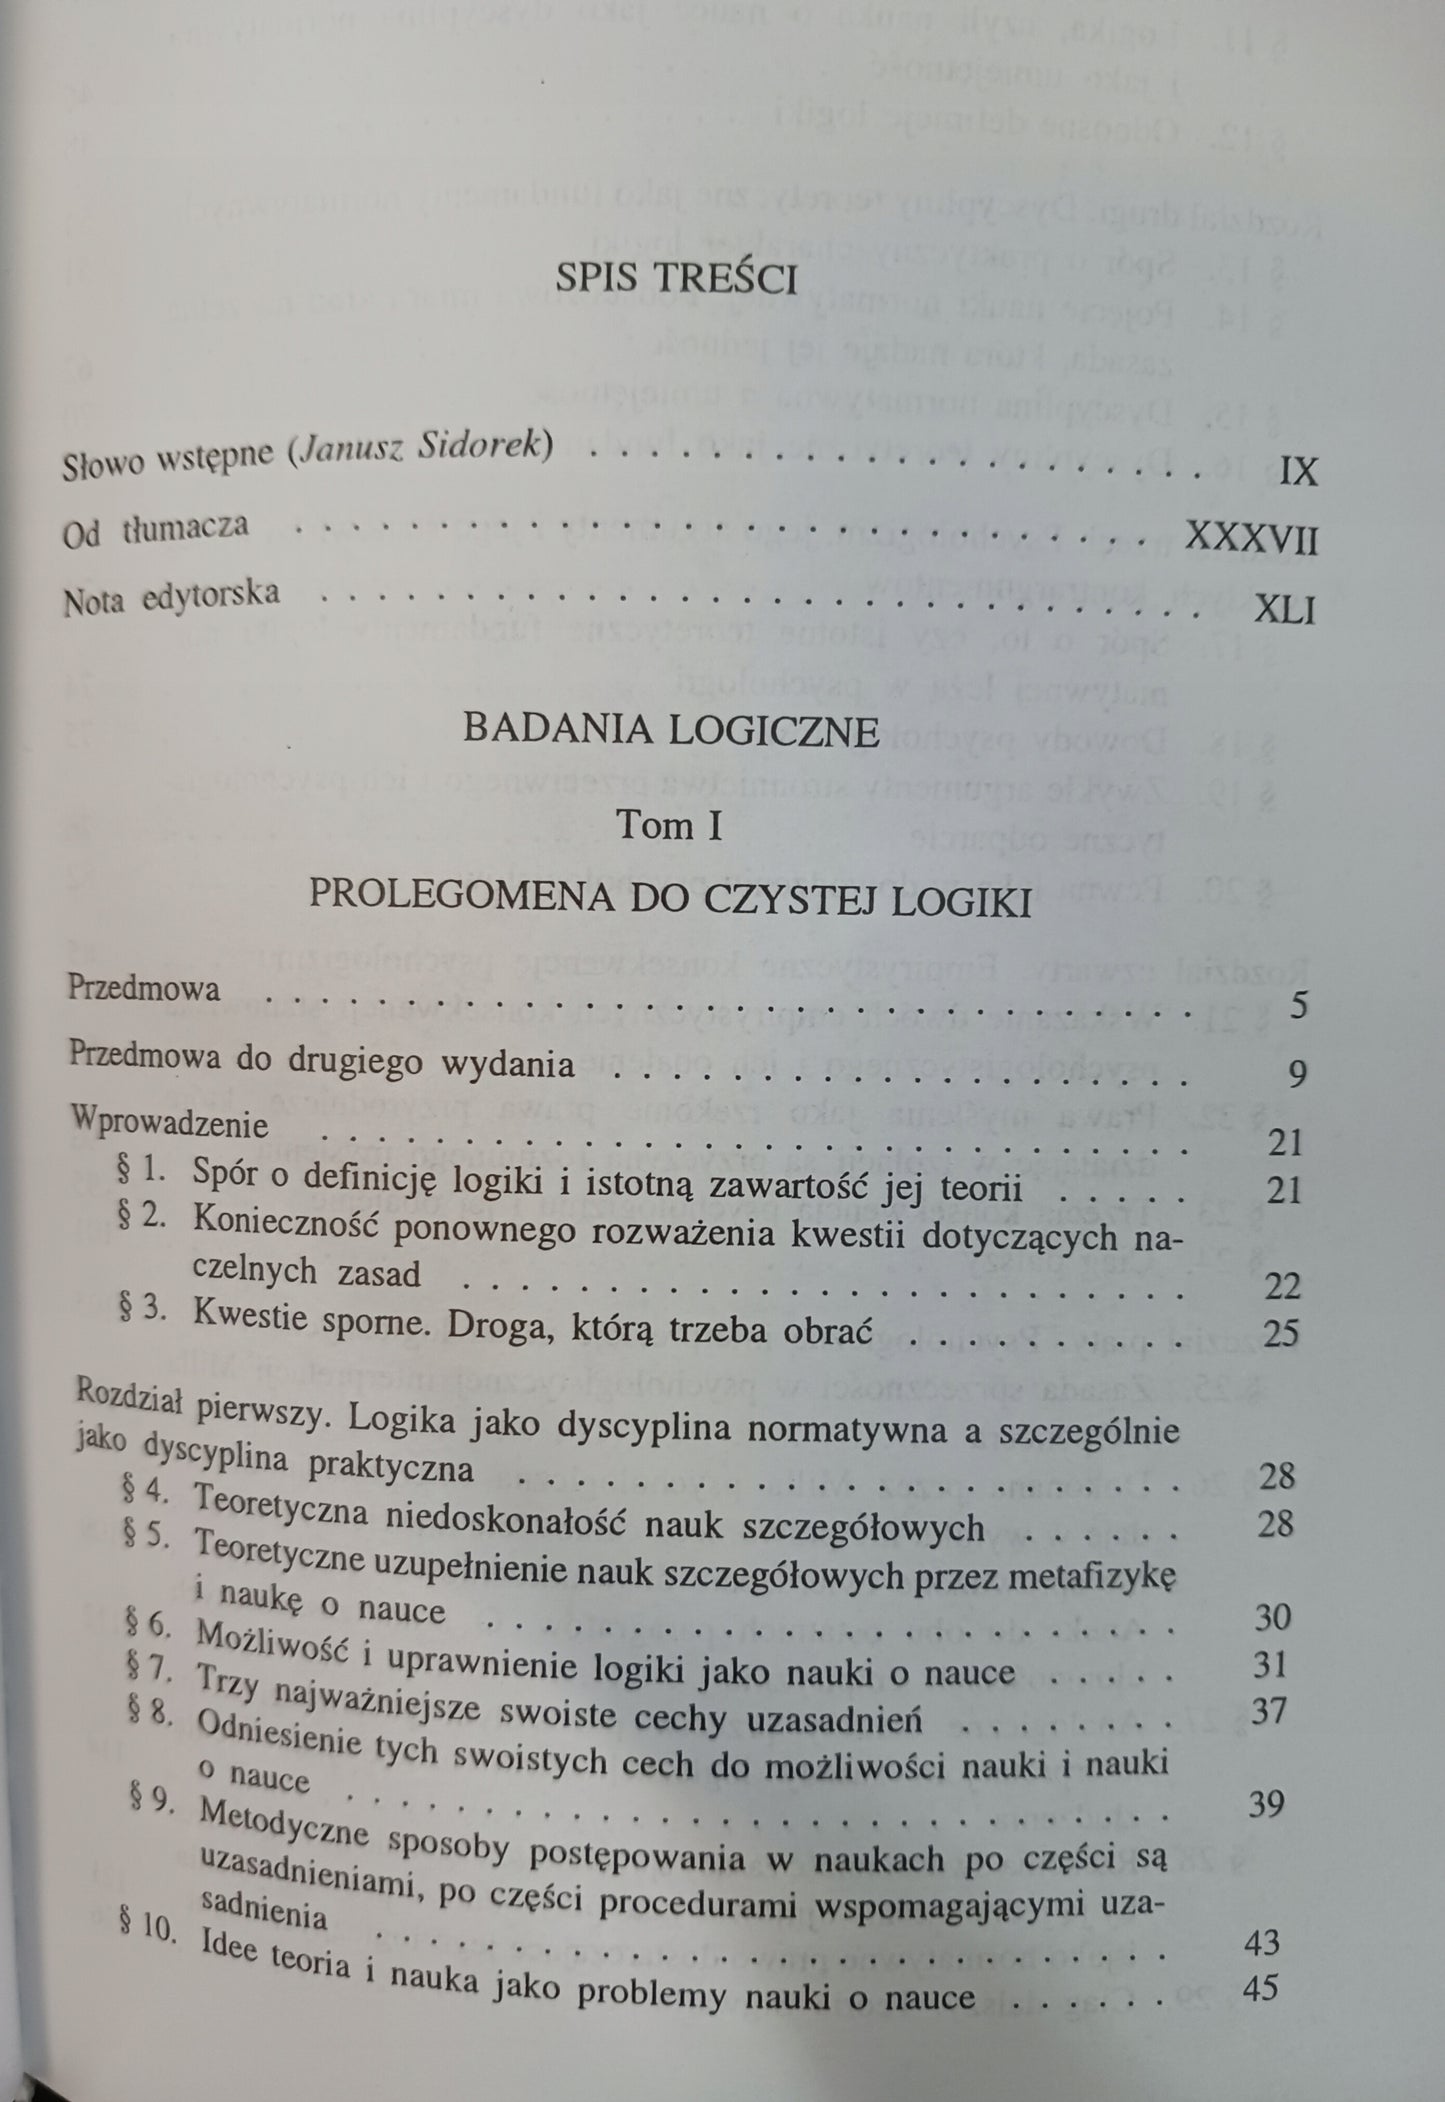 SPIS TREŚCI
Słowo wstępne (Janusz Sidorek) . . . . . . . . . . . . . . . . . . . . . IX
Od tłumacza . . . . . . . . . . . . . . . . . . . . . . . . . . . . . XXXVII
Nota edytorska . . . . . . . . . . . . . . . . . . . . . . . . . . . . . . XLI
BADANIA LOGICZNE
Tom I
PROLEGOMENA DO CZYSTEJ LOGIKI
Przedmowa . . . . . . . . . . . . . . . . . . . . . . . . . . . . . . . . . 5
Przedmowa do drugiego wydania . . . . . . . . . . . . . . . . . . . . 9
Wprowadzenie . . . . . . . . . . . . . . . . . . . . . . . . . . . . . . 21
§ 1. Spór o definicję logiki i istotną zawartość jej teorii . . . . . 21
§ 2. Konieczność ponownego rozważenia kwestii dotyczących na-
czelnych zasad . . . . . . . . . . . . . . . . . . . . . . . . . 22
§ 3. Kwestie sporne. Droga, którą trzeba obrać . . . . . . . . . . 25
Rozdział pierwszy. Logika jako dyscyplina normatywna a szczególnie
jako dyscyplina praktyczna . . . . . . . . . . . . . . . . . . . . . . . 28
§ 4. Teoretyczna niedoskonałość nauk szczegółowych . . . . . . 28
§ 5. Teoretyczne uzupełnienie nauk szczegółowych przez metafizykę
i naukę o nauce . . . . . . . . . . . . . . . . . . . . . . . . 30
§ 6. Możliwość i uprawnienie logiki jako nauki o nauce . . . . . 31
§ 7. Trzy najważniejsze swoiste cechy uzasadnień . . . . . . . . 37
§ 8. Odniesienie tych swoistych cech do możliwości nauki i nauki
o nauce . . . . . . . . . . . . . . . . . . . . . . . . . . . . . 39
§ 9. Metodyczne sposoby postępowania w naukach po części są
uzasadnieniami, po części procedurami wspomagającymi uza-
sadnienia . . . . . . . . . . . . . . . . . . . . . . . . . . . . 43
§ 10. Idee teoria i nauka jako problemy nauki o nauce . . . . . . 45